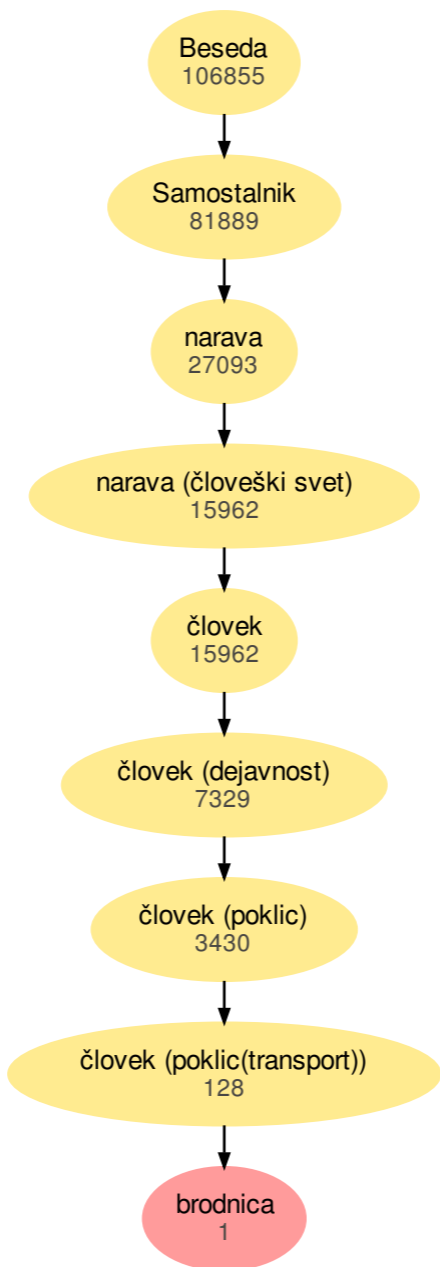 Beseda
106855
Samostalnik
81889
narava
27093
narava (človeški svet)
15962
človek
15962
človek (dejavnost)
7329
človek (poklic)
3430
človek (poklic(transport))
128
brodnica
1